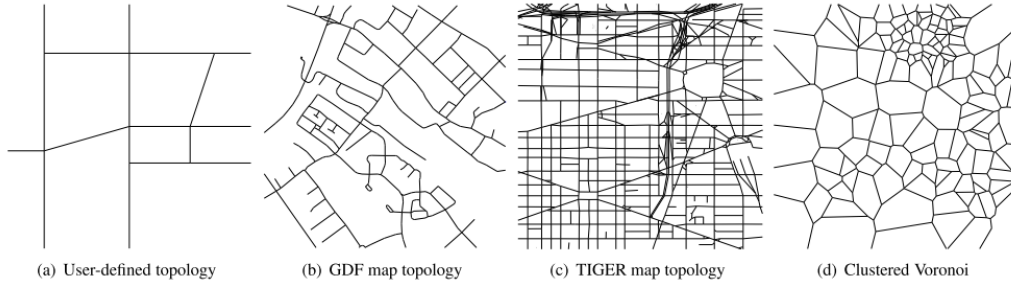 (a) User-defined topology
(b) GDF map topology
(c) TIGER map topology
(d) Clustered Voronoi